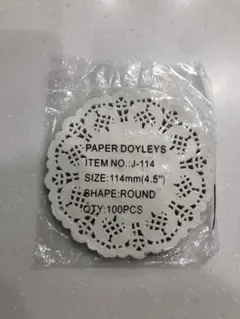 PAPER DOYLEYS
ITEM NO.:J-114
SIZE:114mm(4.5")
SHAPE:ROUND
QTY:100PCS